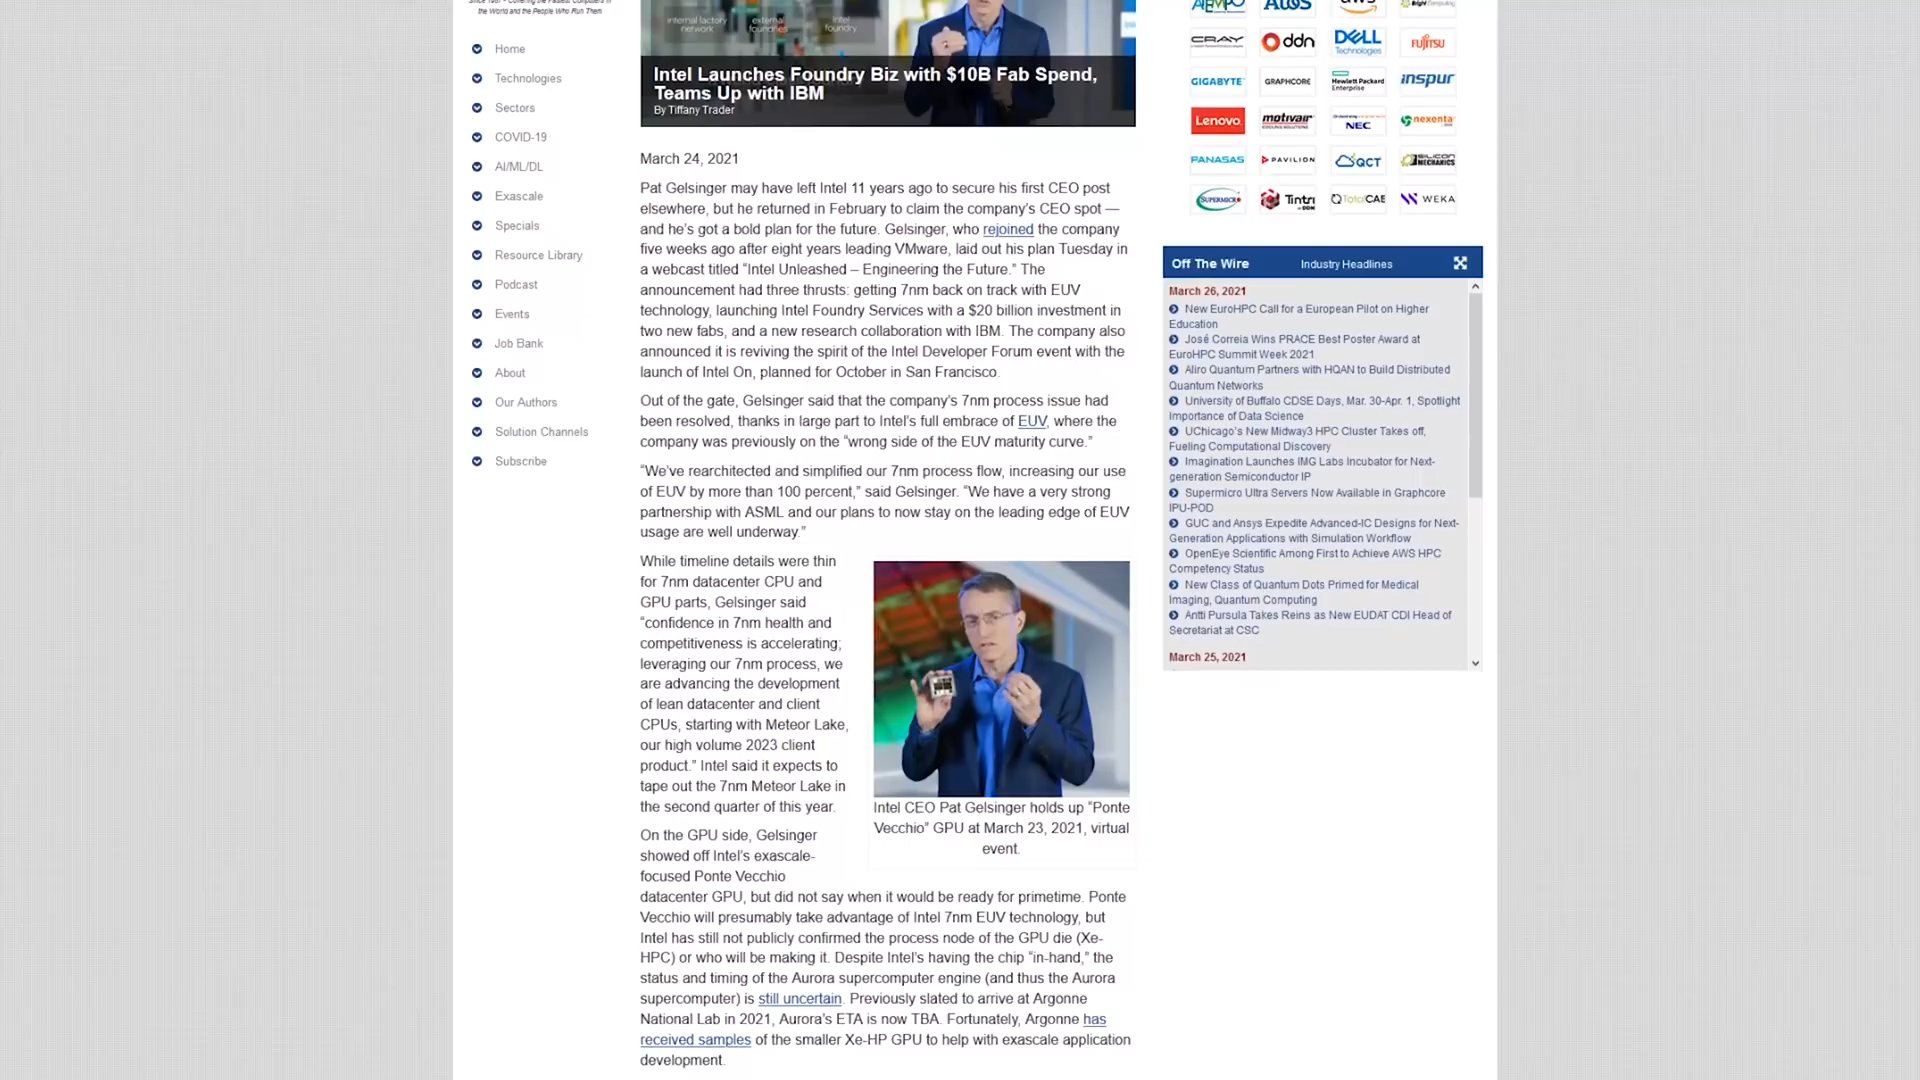 the World and the People Who Run Them
Home
Technologies
Sectors
COVID-19
AI/ML/DL
Exascale
Specials
Resource Library
Podcast
Events
Job Bank
About
Our Authors
Solution Channels
Subscribe
internal factory
network
external
foundries
Intel
foundry
Intel Launches Foundry Biz with $10B Fab Spend,
Teams Up with IBM
By Tiffany Trader
March 24, 2021
Pat Gelsinger may have left Intel 11 years ago to secure his first CEO post
elsewhere, but he returned in February to claim the company’s CEO spot —
and he’s got a bold plan for the future. Gelsinger, who rejoined the company
five weeks ago after eight years leading VMware, laid out his plan Tuesday in
a webcast titled “Intel Unleashed – Engineering the Future.” The
announcement had three thrusts: getting 7nm back on track with EUV
technology, launching Intel Foundry Services with a $20 billion investment in
two new fabs, and a new research collaboration with IBM. The company also
announced it is reviving the spirit of the Intel Developer Forum event with the
launch of Intel On, planned for October in San Francisco.
Out of the gate, Gelsinger said that the company’s 7nm process issue had
been resolved, thanks in large part to Intel’s full embrace of EUV, where the
company was previously on the “wrong side of the EUV maturity curve.”
“We’ve rearchitected and simplified our 7nm process flow, increasing our use
of EUV by more than 100 percent,” said Gelsinger. “We have a very strong
partnership with ASML and our plans to now stay on the leading edge of EUV
usage are well underway.”
While timeline details were thin
for 7nm datacenter CPU and
GPU parts, Gelsinger said
“confidence in 7nm health and
competitiveness is accelerating;
leveraging our 7nm process, we
are advancing the development
of lean datacenter and client
CPUs, starting with Meteor Lake,
our high volume 2023 client
product.” Intel said it expects to
tape out the 7nm Meteor Lake in
the second quarter of this year.
Intel CEO Pat Gelsinger holds up “Ponte
Vecchio” GPU at March 23, 2021, virtual
event.
On the GPU side, Gelsinger
showed off Intel’s exascale-
focused Ponte Vecchio
datacenter GPU, but did not say when it would be ready for primetime. Ponte
Vecchio will presumably take advantage of Intel 7nm EUV technology, but
Intel has still not publicly confirmed the process node of the GPU die (Xe-
HPC) or who will be making it. Despite Intel’s having the chip “in-hand,” the
status and timing of the Aurora supercomputer engine (and thus the Aurora
supercomputer) is still uncertain. Previously slated to arrive at Argonne
National Lab in 2021, Aurora’s ETA is now TBA. Fortunately, Argonne has
received samples of the smaller Xe-HP GPU to help with exascale application
development.
ATEMPO Atos aws Bright Computing
CRAY ddn DELL Technologies FUJITSU
GIGABYTE GRAPHCORE Hewlett Packard Enterprise inspur
Lenovo motivair NEC nexenta
PANASAS PAVILION QCT SILICON MECHANICS
SUPERMICRO Tintri TotalCAE WEKA
Off The Wire Industry Headlines
March 26, 2021
New EuroHPC Call for a European Pilot on Higher
Education
José Correia Wins PRACE Best Poster Award at
EuroHPC Summit Week 2021
Aliro Quantum Partners with HQAN to Build Distributed
Quantum Networks
University of Buffalo CDSE Days, Mar. 30-Apr. 1, Spotlight
Importance of Data Science
UChicago’s New Midway3 HPC Cluster Takes off,
Fueling Computational Discovery
Imagination Launches IMG Labs Incubator for Next-
generation Semiconductor IP
Supermicro Ultra Servers Now Available in Graphcore
IPU-POD
GUC and Ansys Expedite Advanced-IC Designs for Next-
Generation Applications with Simulation Workflow
OpenEye Scientific Among First to Achieve AWS HPC
Competency Status
New Class of Quantum Dots Primed for Medical
Imaging, Quantum Computing
Antti Pursula Takes Reins as New EUDAT CDI Head of
Secretariat at CSC
March 25, 2021